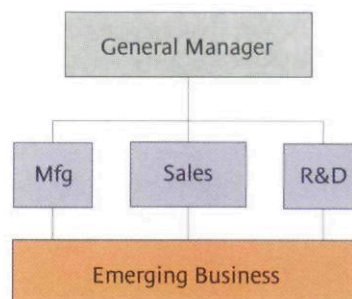 General Manager
Mfg
Sales
R&D
Emerging Business